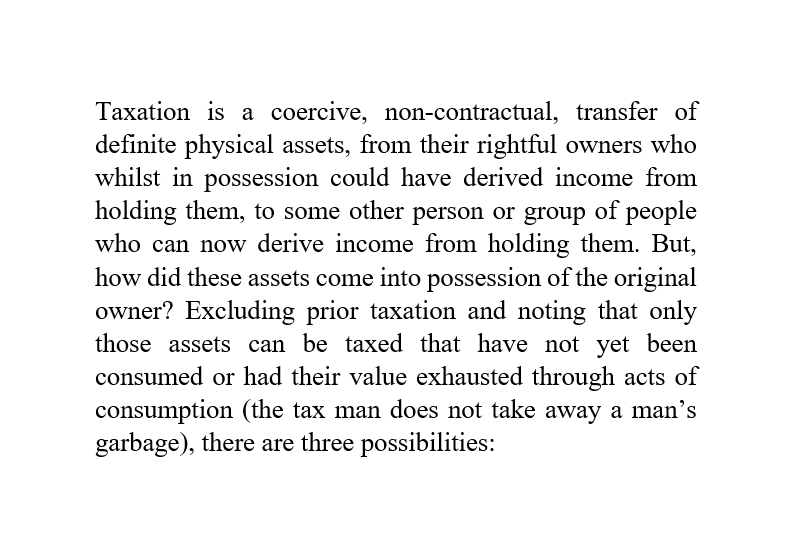 Taxation is a coercive, non-contractual, transfer of
definite physical assets, from their rightful owners who
whilst in possession could have derived income from
holding them, to some other person or group of people
who can now derive income from holding them. But,
how did these assets come into possession of the original
owner? Excluding prior taxation and noting that only
those assets can be taxed that have not yet been
consumed or had their value exhausted through acts of
consumption (the tax man does not take away a man’s
garbage), there are three possibilities: